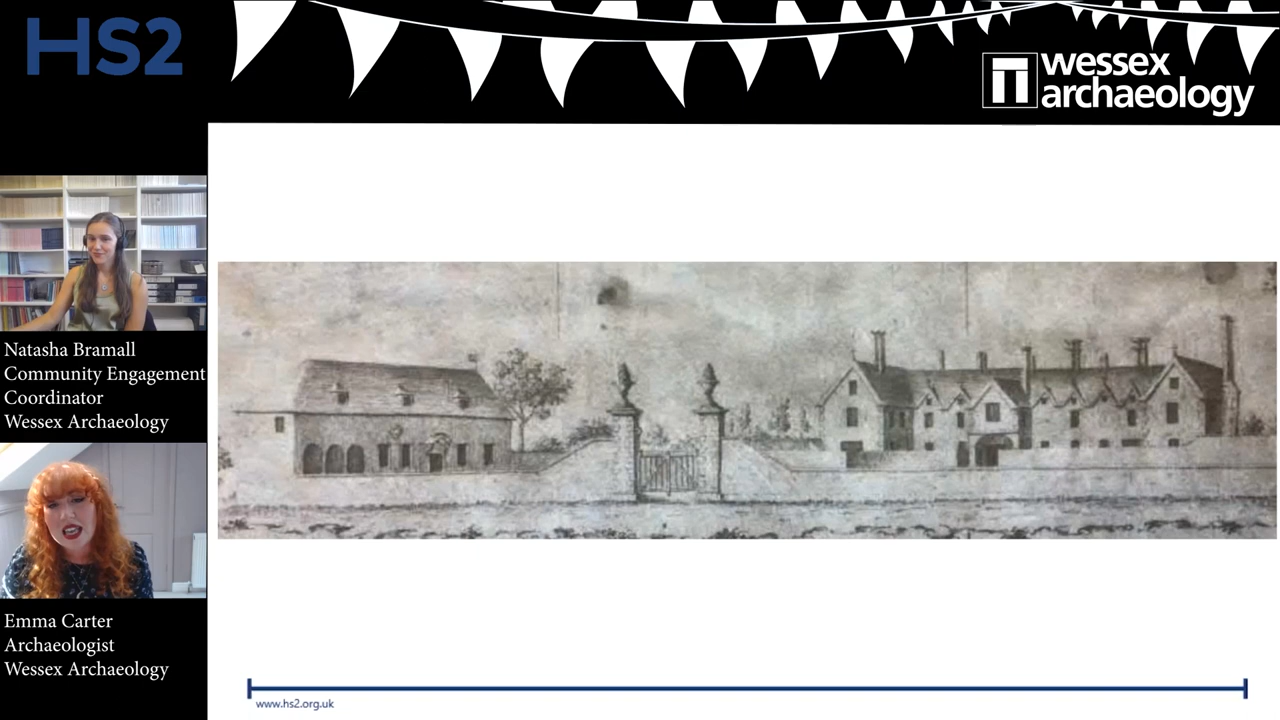 HS2
wessex
archaeology
Natasha Bramall
Community Engagement
Coordinator
Wessex Archaeology
Emma Carter
Archaeologist
Wessex Archaeology
www.hs2.org.uk